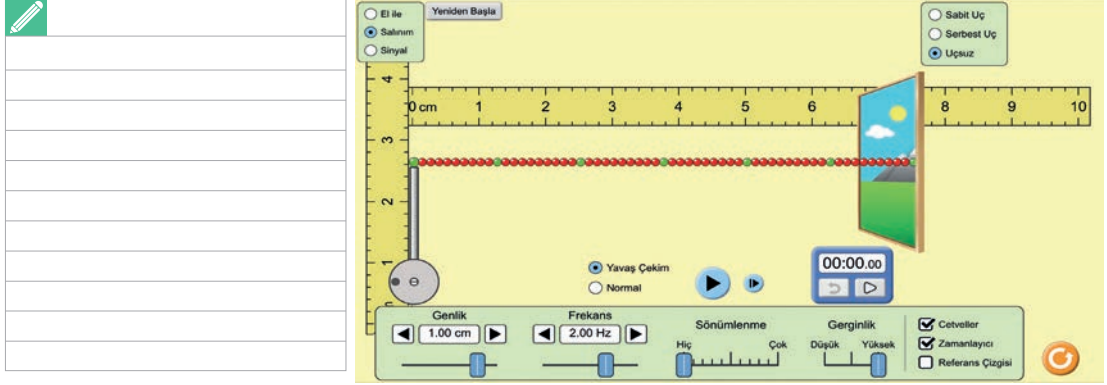 El ile
Salınım
Sinyal
Yeniden Başla
Sabit Uç
Serbest Uç
Uçsuz
4
3
2
1
0 cm 1 2 3 4 5 6 8 9 10
Yavaş Çekim
Normal
00:00.00
Genlik
1.00 cm
Frekans
2.00 Hz
Sönümlenme
Hiç Çok
Gerginlik
Düşük Yüksek
Cetveller
Zamanlayıcı
Referans Çizgisi